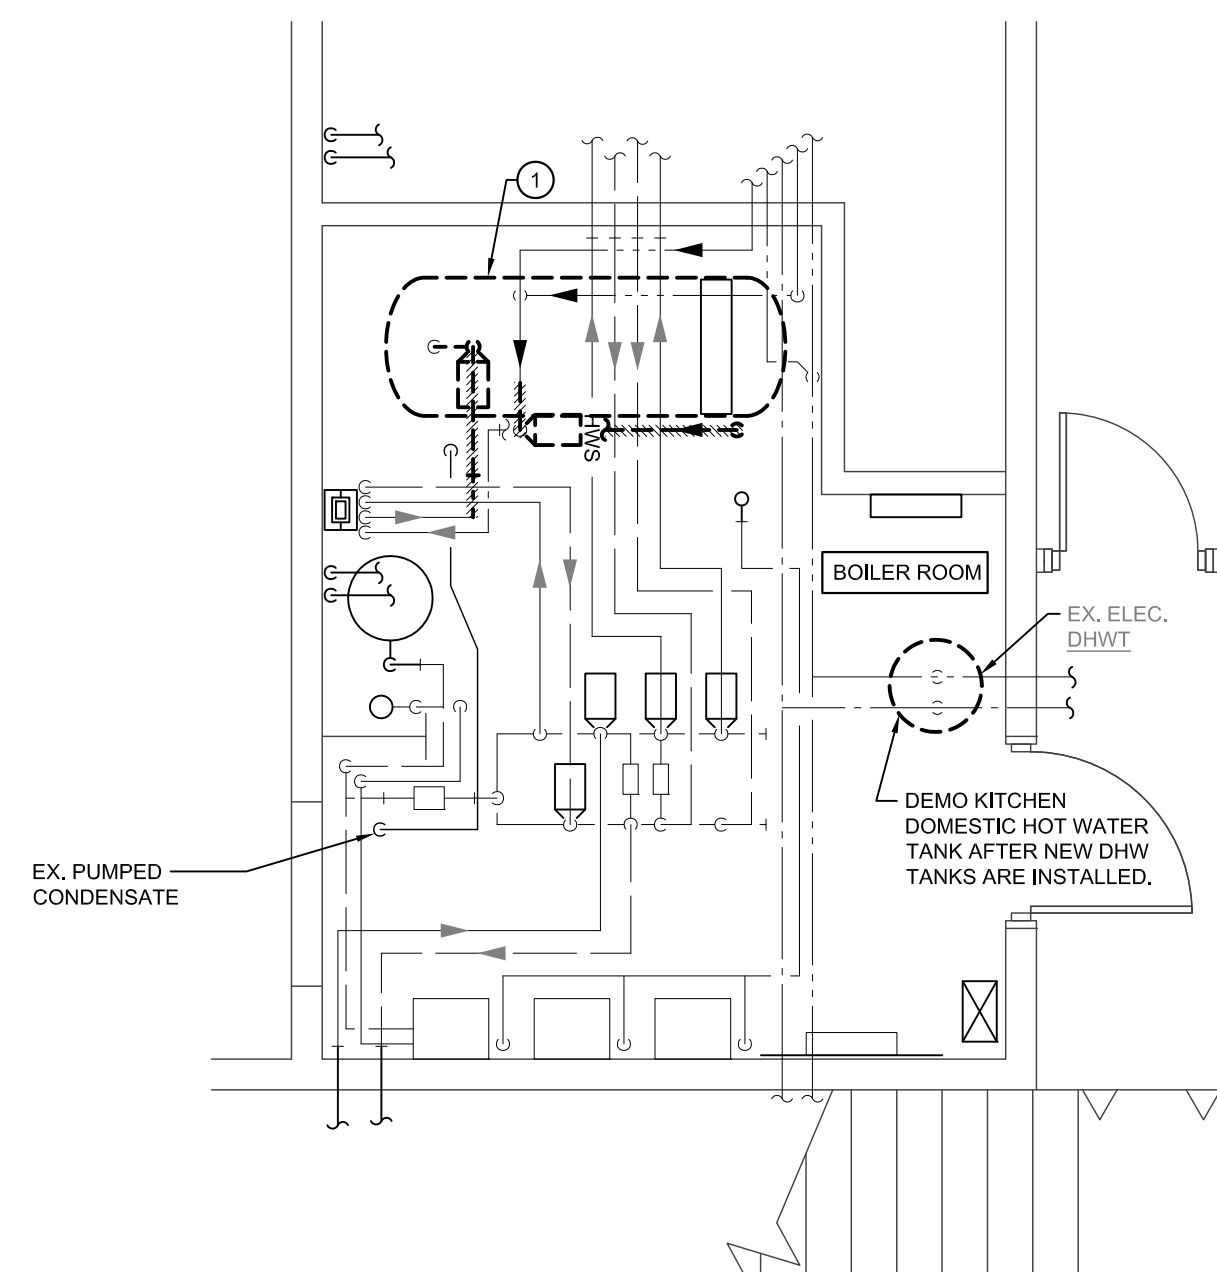 1
HWS
BOILER ROOM
EX. ELEC.
DHWT
DEMO KITCHEN
DOMESTIC HOT WATER
TANK AFTER NEW DHW
TANKS ARE INSTALLED.
EX. PUMPED
CONDENSATE